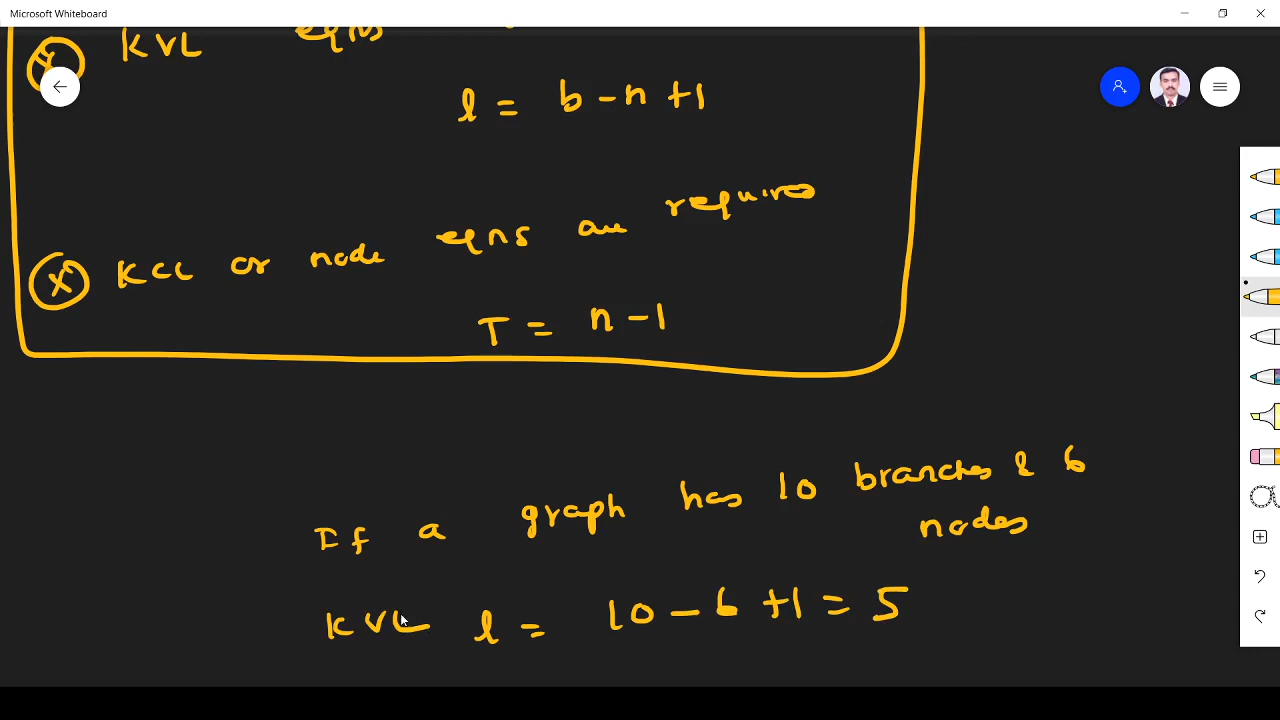 Microsoft Whiteboard
KVL eqns
l = b - n + 1
KCL or node eqns are required
T = n - 1
If a graph has 10 branches & 6
nodes
KVL l = 10 - 6 + 1 = 5